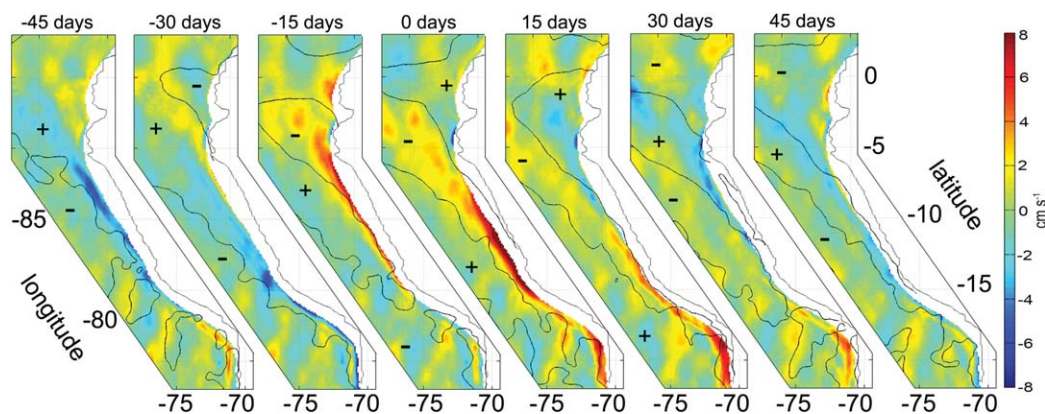 -45 days -30 days -15 days 0 days 15 days 30 days 45 days
8
6
4
2
0
-2
-4
-6
-8
cm s-1
0
-5
-10
-15
latitude
-85
-80
longitude
-75 -70 -75 -70 -75 -70 -75 -70 -75 -70 -75 -70 -75 -70
+ - - + - + + - + - + - - + - + - - + -